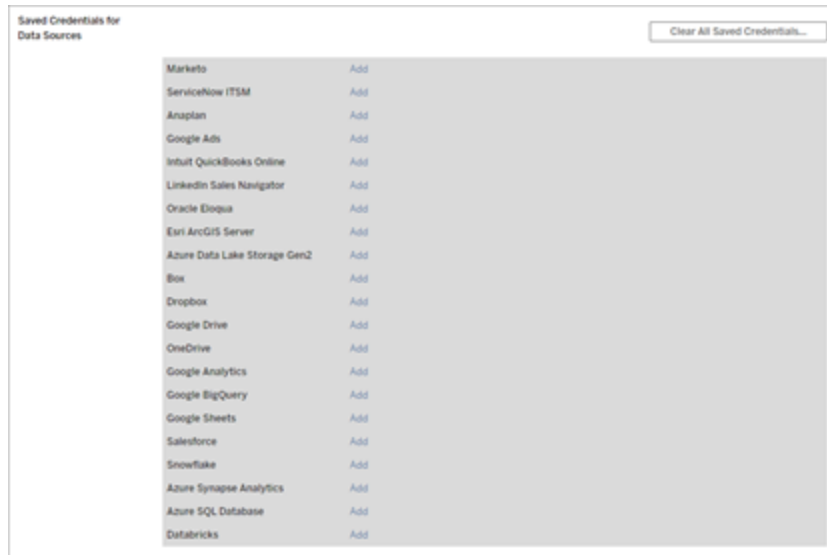 Saved Credentials for
Data Sources
Clear All Saved Credentials...
Marketo Add
ServiceNow ITSM Add
Anaplan Add
Google Ads Add
Intuit QuickBooks Online Add
LinkedIn Sales Navigator Add
Oracle Eloqua Add
Esri ArcGIS Server Add
Azure Data Lake Storage Gen2 Add
Box Add
Dropbox Add
Google Drive Add
OneDrive Add
Google Analytics Add
Google BigQuery Add
Google Sheets Add
Salesforce Add
Snowflake Add
Azure Synapse Analytics Add
Azure SQL Database Add
Databricks Add